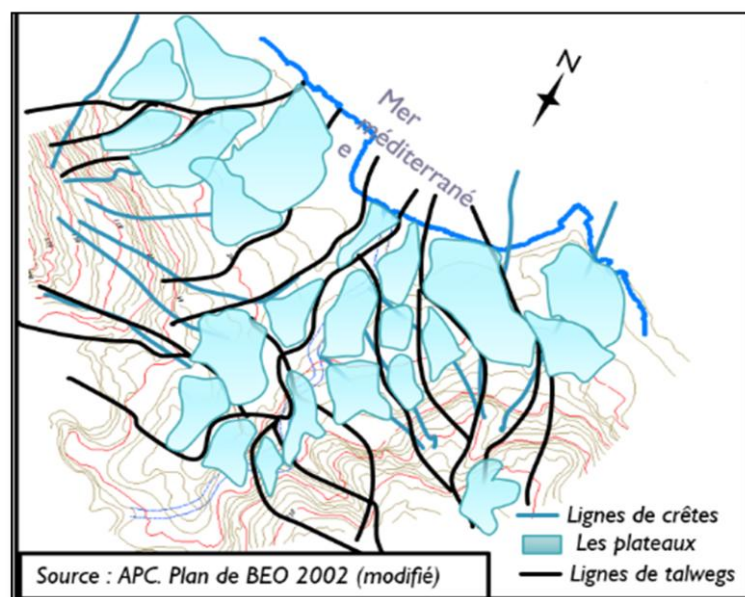 N
Mer
méditerrané
e
Lignes de crêtes
Les plateaux
Lignes de talwegs
Source : APC. Plan de BEO 2002 (modifié)